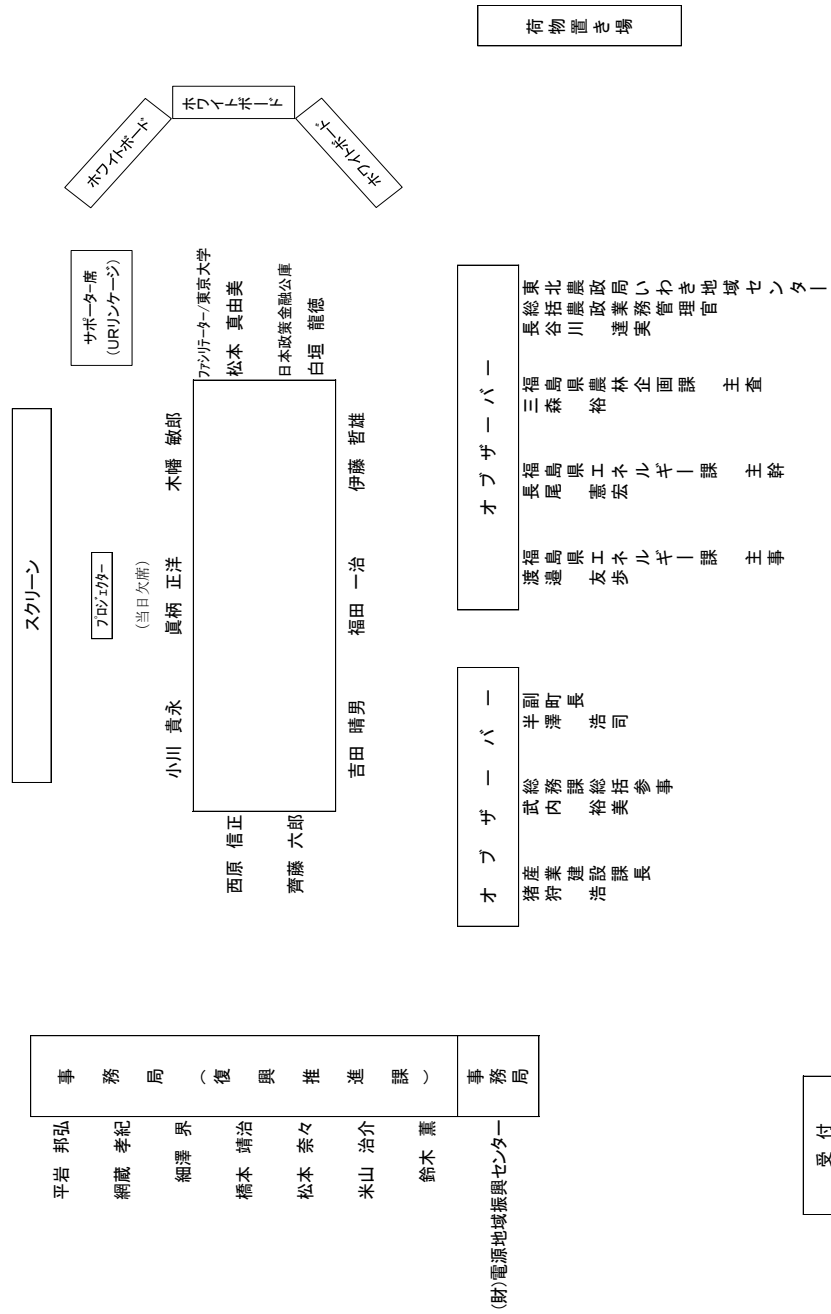 スクリーン
プロジェクター
(当日欠席)
サポーター席
(URリンケージ)
ホワイトボード
ホワイトボード
ホワイトボード
荷物置き場
小川 貴永
眞柄 正洋
木幡 敏郎
ファシリテーター/東京大学
松本 真由美
日本政策金融公庫
白垣 龍徳
西原 信正
齊藤 六郎
吉田 晴男
福田 一治
伊藤 哲雄
オブザーバー
産業建設課長
猪狩 浩
総務課総括参事
武内 裕美
副町長
半澤 浩司
オブザーバー
福島県エネルギー課 主事
渡邉 友歩
福島県エネルギー課 主幹
長尾 憲宏
福島県農林企画課 主査
三森 裕
東北農政局いわき地域センター
総括農政業務管理官
長谷川 達実
事務局(復興推進課)
平岩 邦弘
網蔵 孝紀
細澤 界
橋本 靖治
松本 奈々
米山 治介
鈴木 薫
事務局
(財)電源地域振興センター
受付